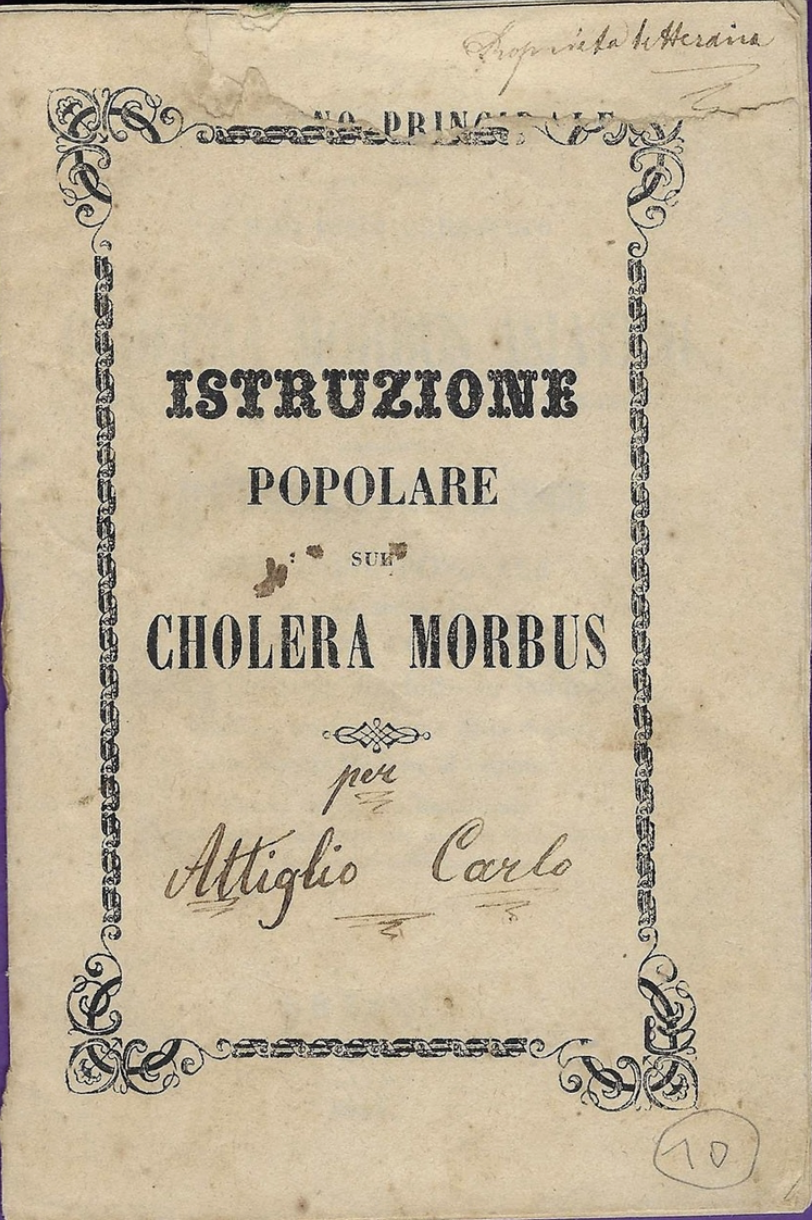 Proprietà letteraria
NO PRINCIPALE
ISTRUZIONE
POPOLARE
SUL
CHOLERA MORBUS
per
Attiglio Carlo
10